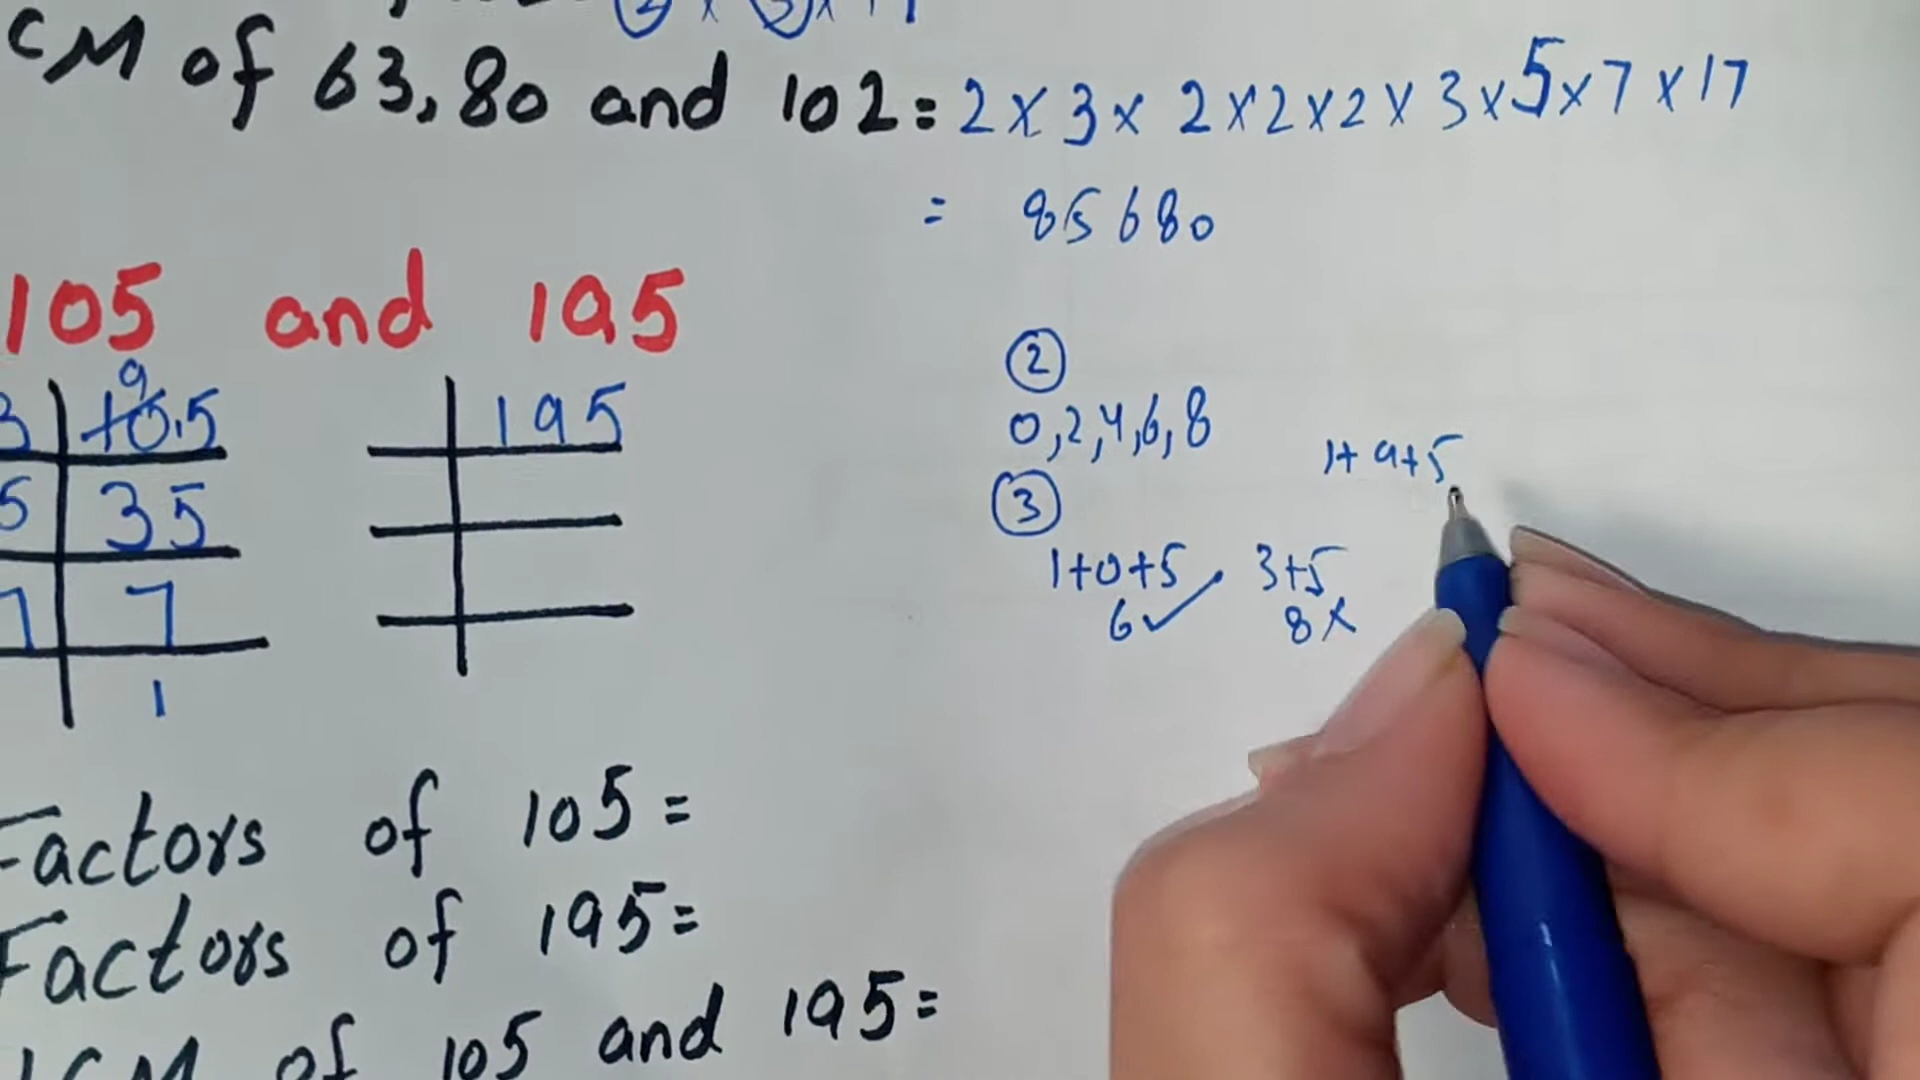 CM of 63, 80 and 102 = 2 × 3 × 2 × 2 × 2 × 3 × 5 × 7 × 17
= 85680
105 and 195
3 105 9
5 35
7 7
1
195
2
0, 2, 4, 6, 8
3
1+0+5 3+5
6 ✓ 8 ×
1+9+5
Factors of 105 =
Factors of 195 =
LCM of 105 and 195 =